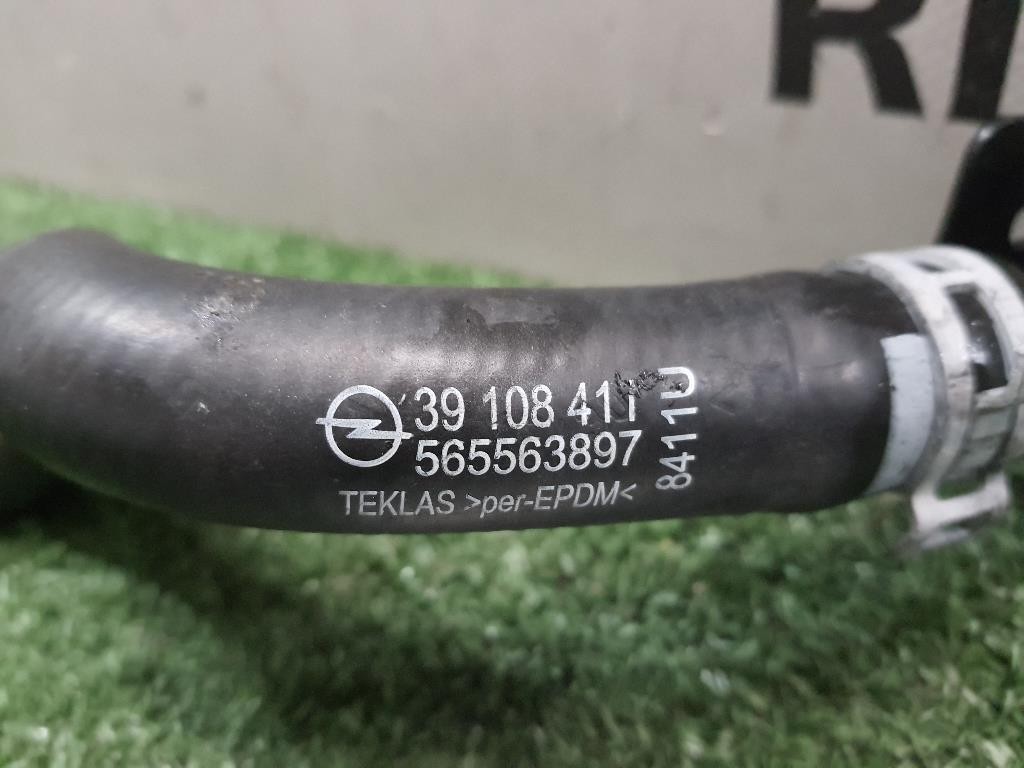 39 108 411
565563897
TEKLAS >per-EPDM<
8411U